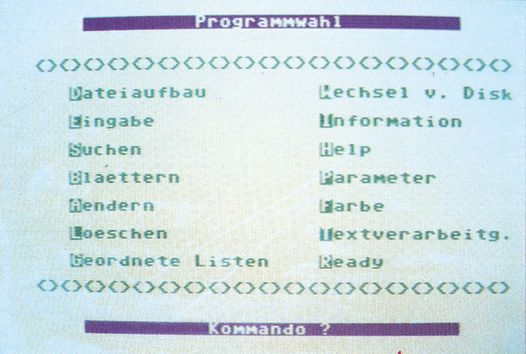 Programmwahl
<><><><><><><><><><><><><><><><><><><><>
Dateiaufbau Wechsel v. Disk
Eingabe Information
Suchen Help
Blaettern Parameter
Aendern Farbe
Loeschen Textverarbeitg.
Geordnete Listen Ready
<><><><><><><><><><><><><><><><><><><><>
Kommando ?